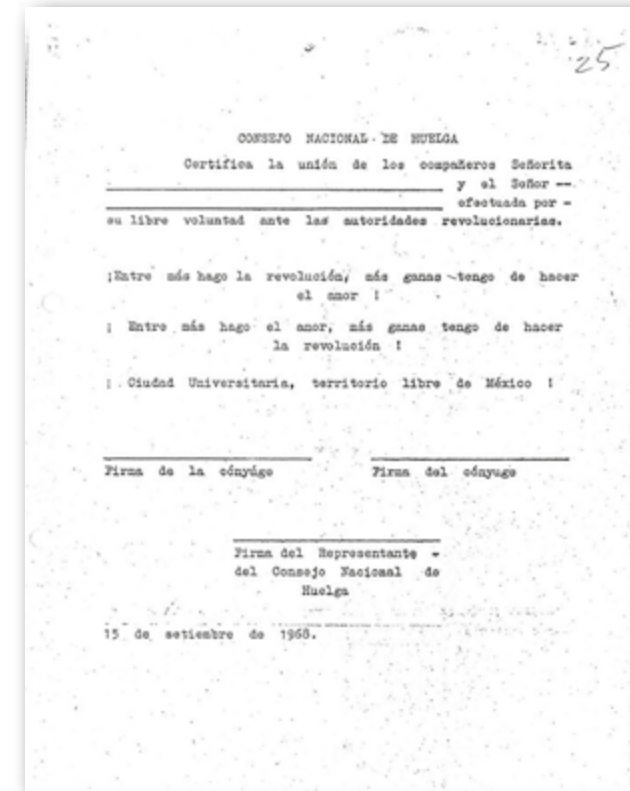 25
CONSEJO NACIONAL DE HUELGA
Certifica la unión de los compañeros Señorita
y el Señor --
efectuada por -
su libre voluntad ante las autoridades revolucionarias.
¡Entre más hago la revolución, más ganas tengo de hacer
el amor !
¡ Entre más hago el amor, más ganas tengo de hacer
la revolución !
¡ Ciudad Universitaria, territorio libre de México !
Firma de la cónyúge
Firma del cónyuge
Firma del Representante -
del Consejo Nacional de
Huelga
15 de setiembre de 1968.